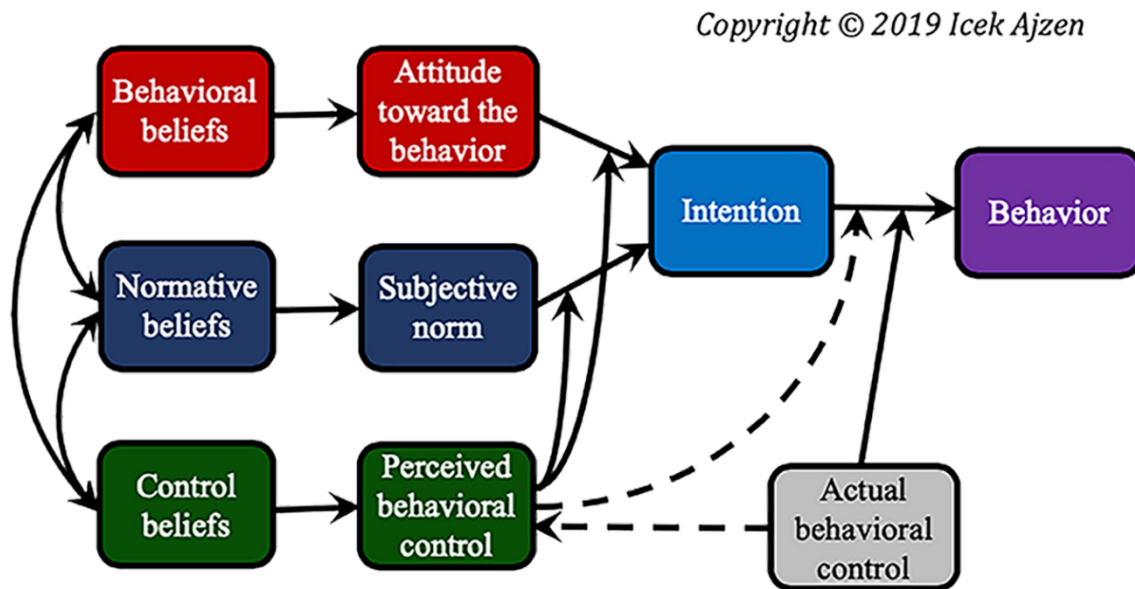 Copyright © 2019 Icek Ajzen
Behavioral
beliefs
Attitude
toward the
behavior
Intention
Behavior
Normative
beliefs
Subjective
norm
Control
beliefs
Perceived
behavioral
control
Actual
behavioral
control